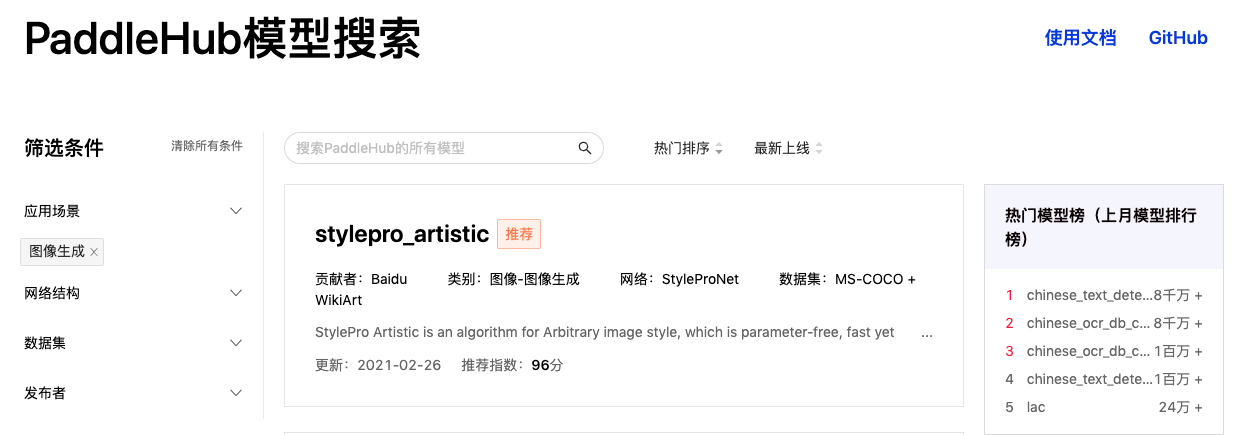 PaddleHub模型搜索
使用文档 GitHub
筛选条件 清除所有条件
应用场景
图像生成 ×
网络结构
数据集
发布者
搜索PaddleHub的所有模型
热门排序 最新上线
stylepro_artistic 推荐
贡献者：Baidu 类别：图像-图像生成 网络：StyleProNet 数据集：MS-COCO +
WikiArt
StylePro Artistic is an algorithm for Arbitrary image style, which is parameter-free, fast yet ...
更新：2021-02-26 推荐指数：96分
热门模型榜（上月模型排行
榜）
1 chinese_text_dete...8千万 +
2 chinese_ocr_db_c... 8千万 +
3 chinese_ocr_db_c... 1百万 +
4 chinese_text_dete...1百万 +
5 lac 24万 +